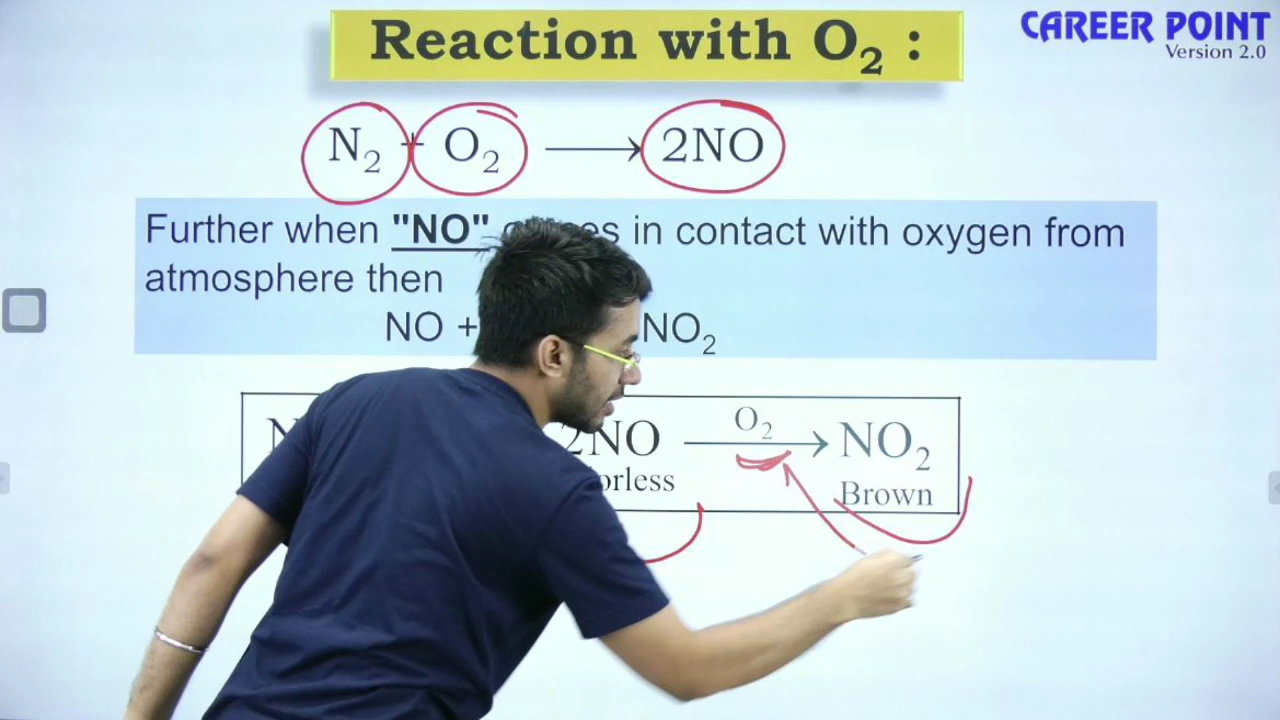 Reaction with O₂ :
CAREER POINT
Version 2.0
N₂ + O₂ ⟶ 2NO
Further when "NO" in contact with oxygen from
atmosphere then
NO + NO₂
2NO O₂ ⟶ NO₂
Brown